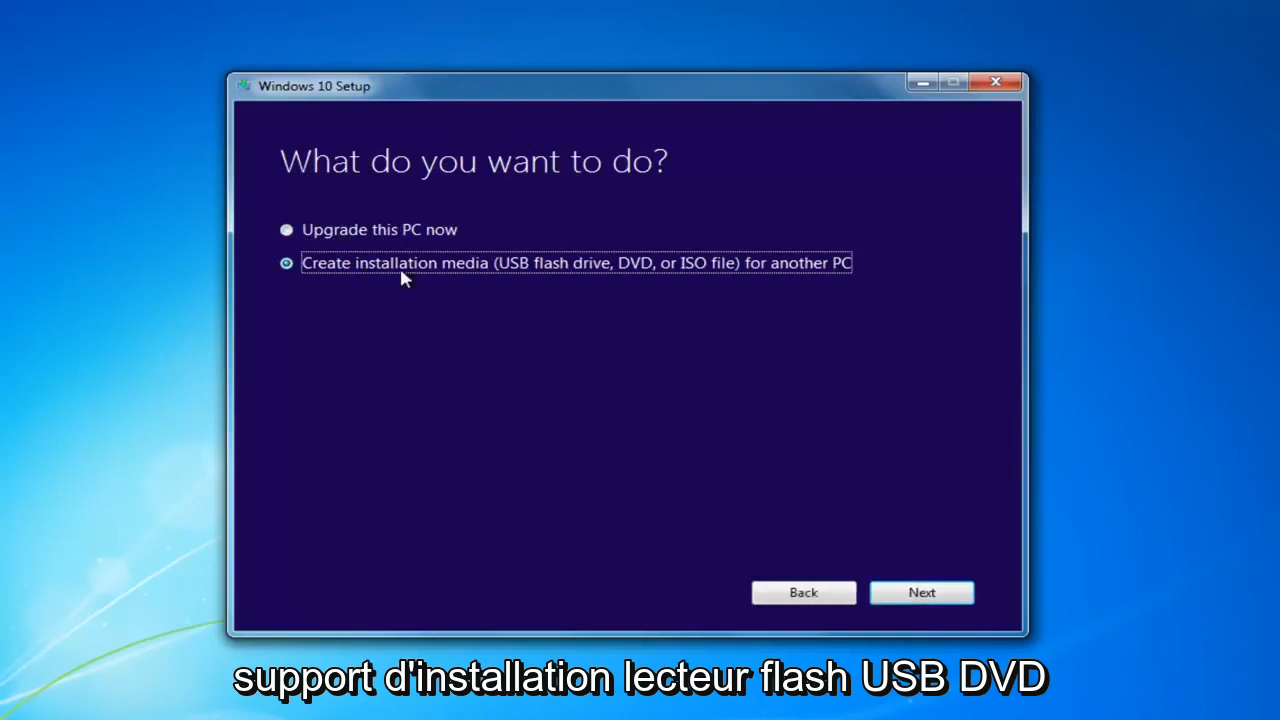 Windows 10 Setup
What do you want to do?
Upgrade this PC now
Create installation media (USB flash drive, DVD, or ISO file) for another PC
Back
Next
support d'installation lecteur flash USB DVD